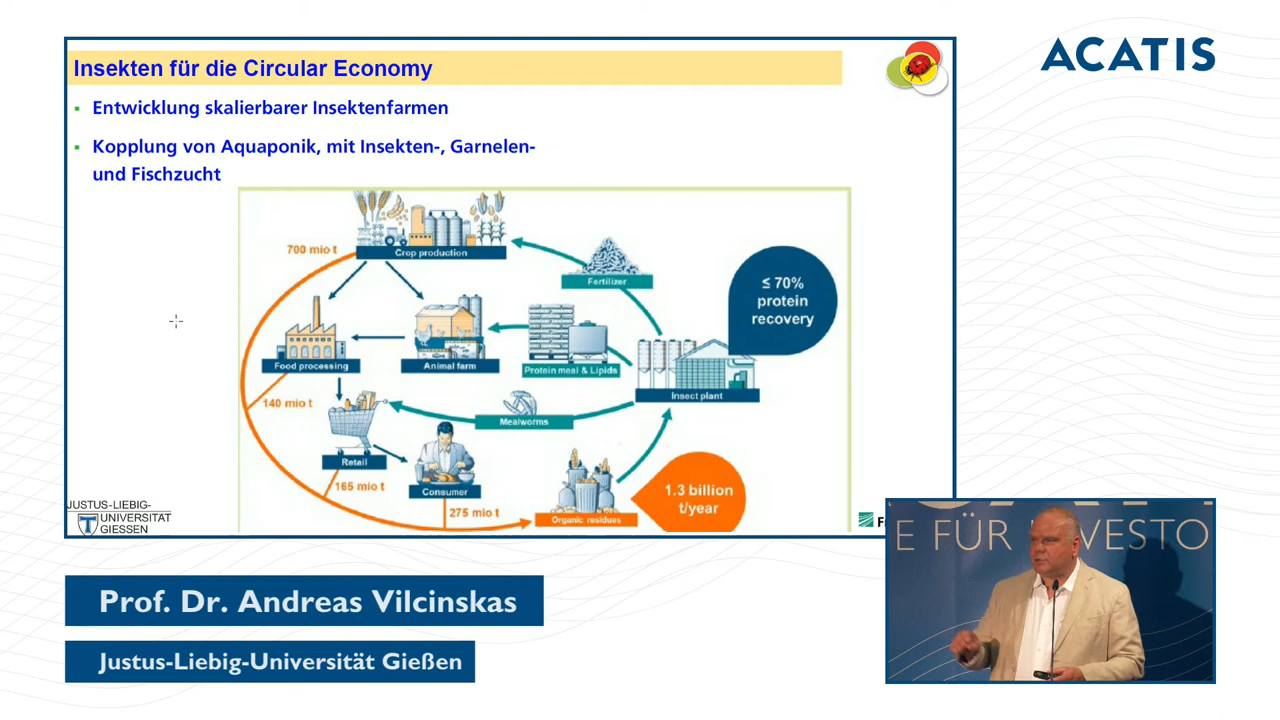 ACATIS
Insekten für die Circular Economy
Entwicklung skalierbarer Insektenfarmen
Kopplung von Aquaponik, mit Insekten-, Garnelen-
und Fischzucht
700 mio t
Crop production
Fertilizer
≤ 70%
protein
recovery
Food processing
Animal farm
Protein meal & Lipids
Insect plant
140 mio t
Mealworms
Retail
165 mio t
Consumer
275 mio t
Organic residues
1.3 billion
t/year
JUSTUS-LIEBIG-
UNIVERSITÄT
GIESSEN
E FÜR INVESTO
Prof. Dr. Andreas Vilcinskas
Justus-Liebig-Universität Gießen